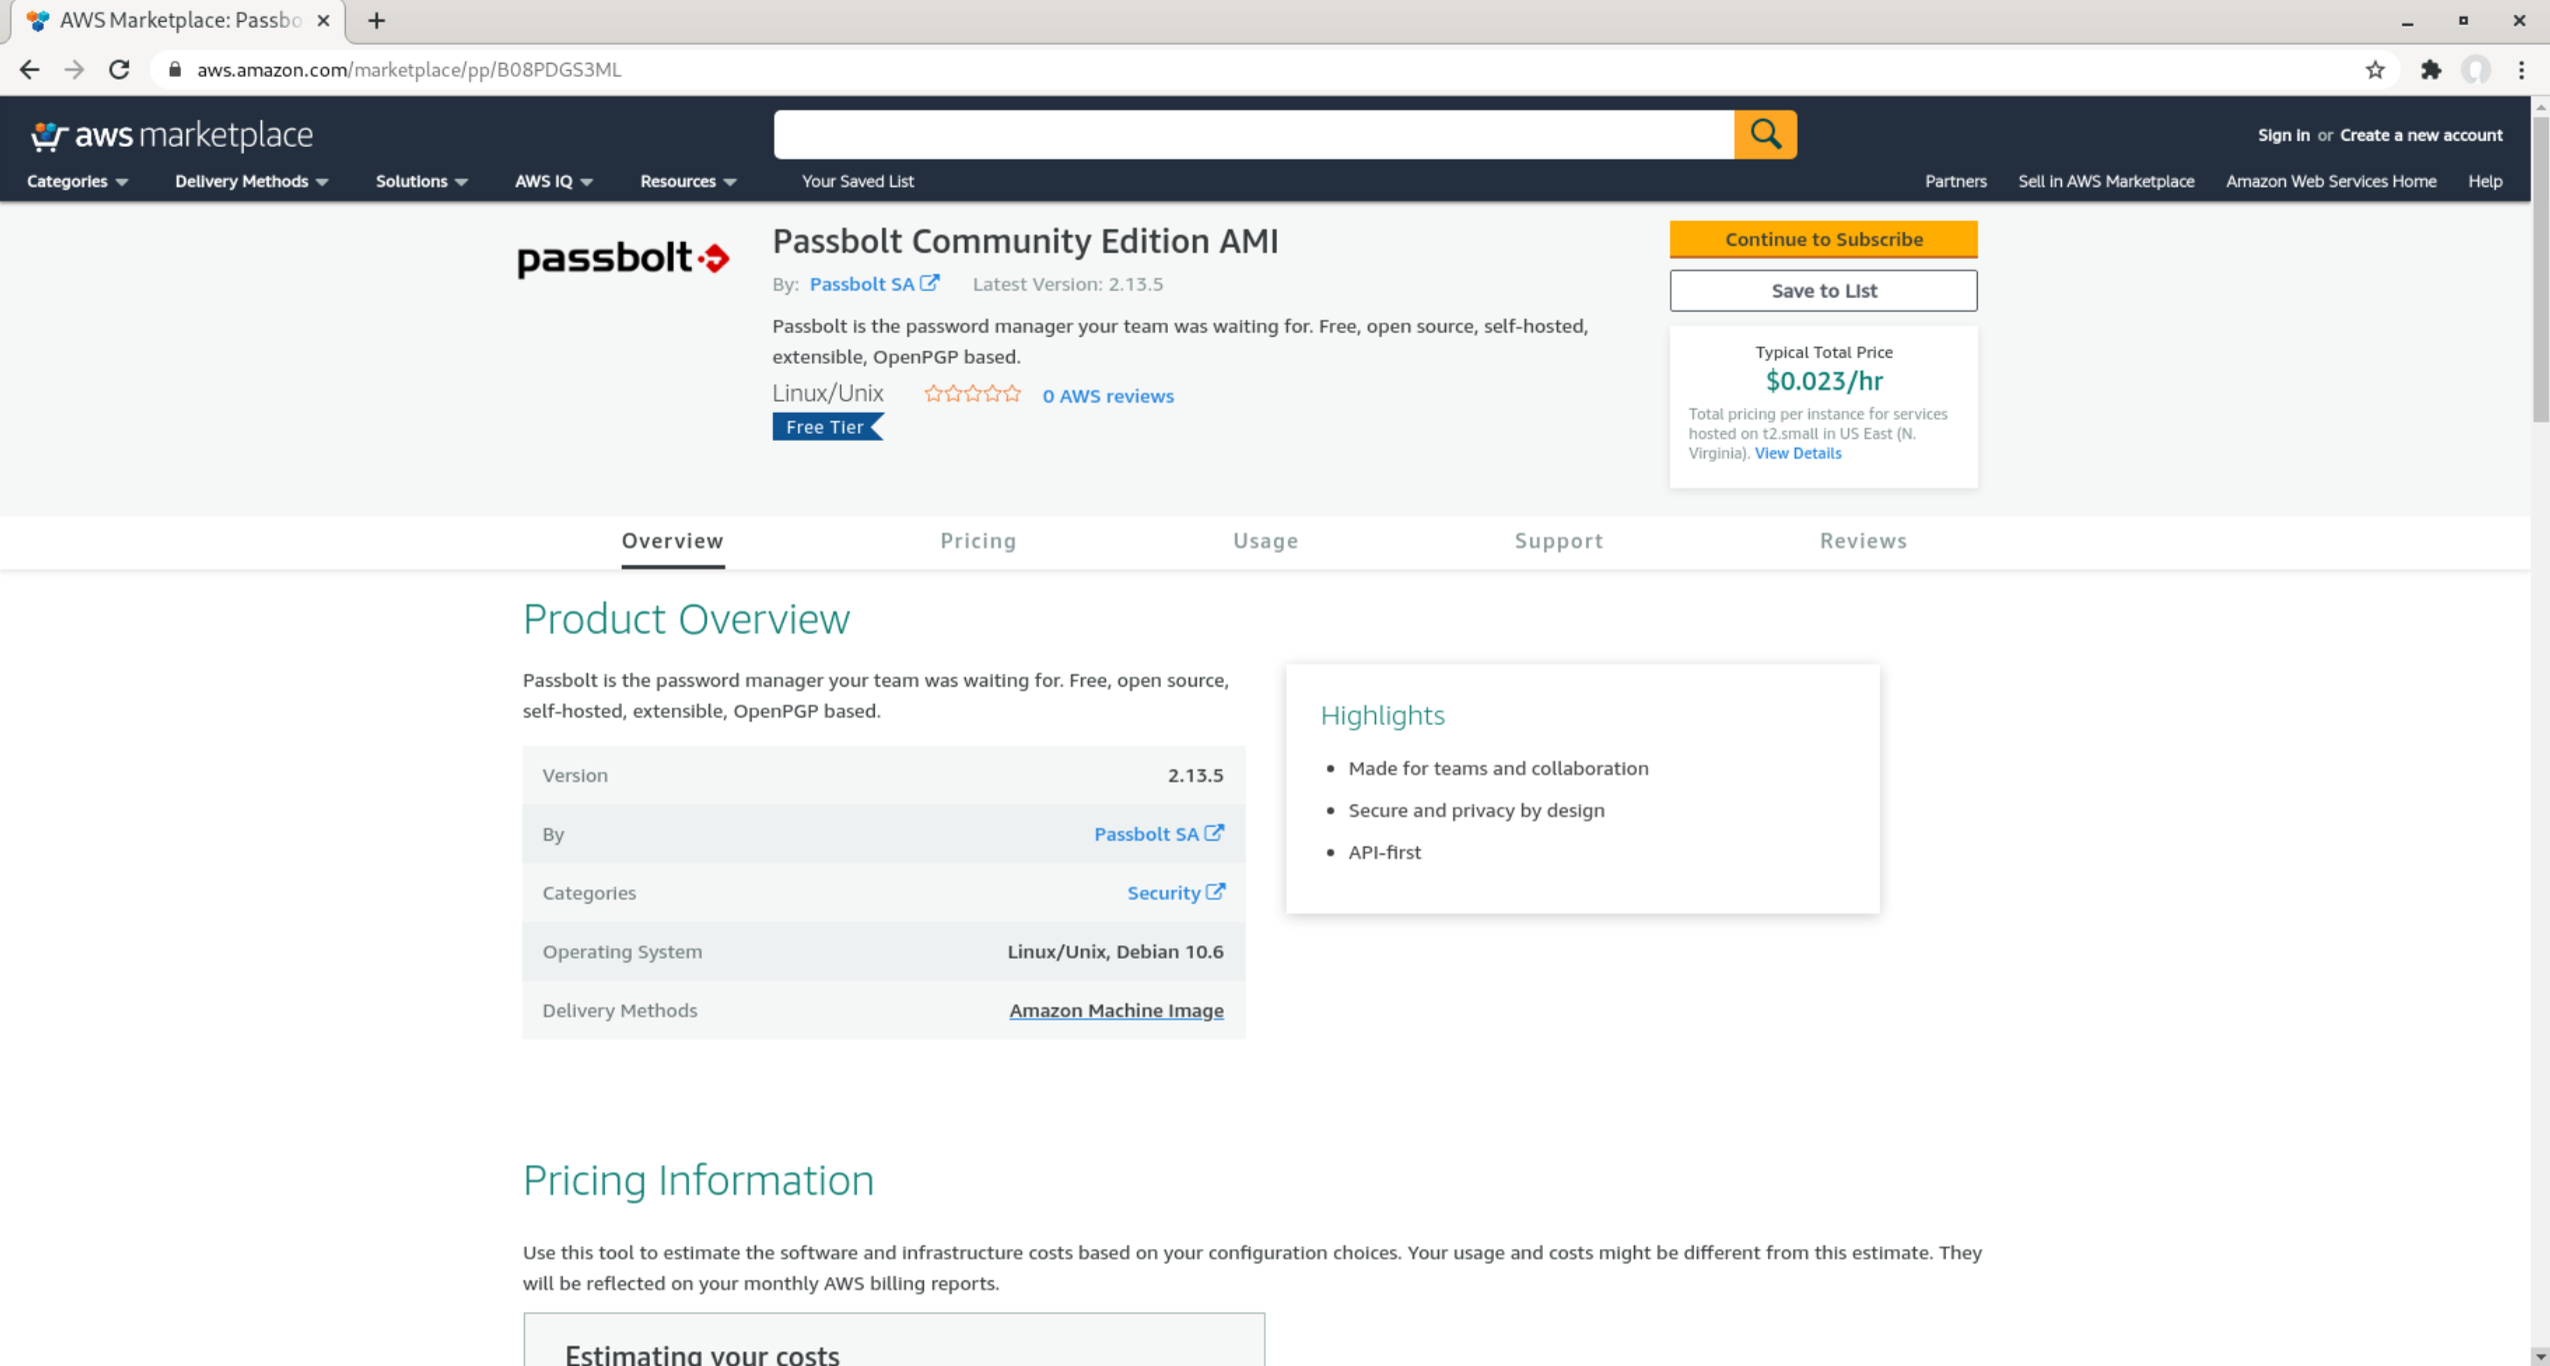 AWS Marketplace: Passbo
aws.amazon.com/marketplace/pp/B08PDGS3ML
aws marketplace
Sign in or Create a new account
Categories
Delivery Methods
Solutions
AWS IQ
Resources
Your Saved List
Partners
Sell in AWS Marketplace
Amazon Web Services Home
Help
passbolt
Passbolt Community Edition AMI
By: Passbolt SA
Latest Version: 2.13.5
Passbolt is the password manager your team was waiting for. Free, open source, self-hosted,
extensible, OpenPGP based.
Linux/Unix
0 AWS reviews
Free Tier
Continue to Subscribe
Save to List
Typical Total Price
$0.023/hr
Total pricing per instance for services
hosted on t2.small in US East (N.
Virginia). View Details
Overview
Pricing
Usage
Support
Reviews
Product Overview
Passbolt is the password manager your team was waiting for. Free, open source,
self-hosted, extensible, OpenPGP based.
Version 2.13.5
By Passbolt SA
Categories Security
Operating System Linux/Unix, Debian 10.6
Delivery Methods Amazon Machine Image
Highlights
• Made for teams and collaboration
• Secure and privacy by design
• API-first
Pricing Information
Use this tool to estimate the software and infrastructure costs based on your configuration choices. Your usage and costs might be different from this estimate. They
will be reflected on your monthly AWS billing reports.
Estimating your costs